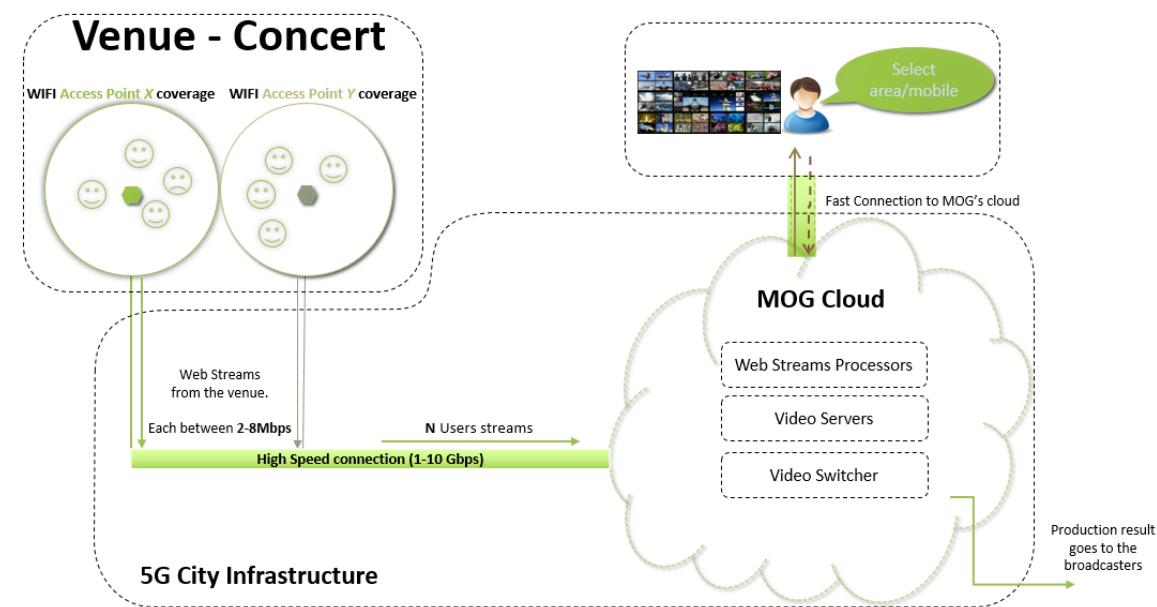 Venue - Concert
WIFI Access Point X coverage
WIFI Access Point Y coverage
Select
area/mobile
Fast Connection to MOG's cloud
MOG Cloud
Web Streams Processors
Video Servers
Video Switcher
Web Streams
from the venue.
Each between 2-8Mbps
N Users streams
High Speed connection (1-10 Gbps)
Production result
goes to the
broadcasters
5G City Infrastructure